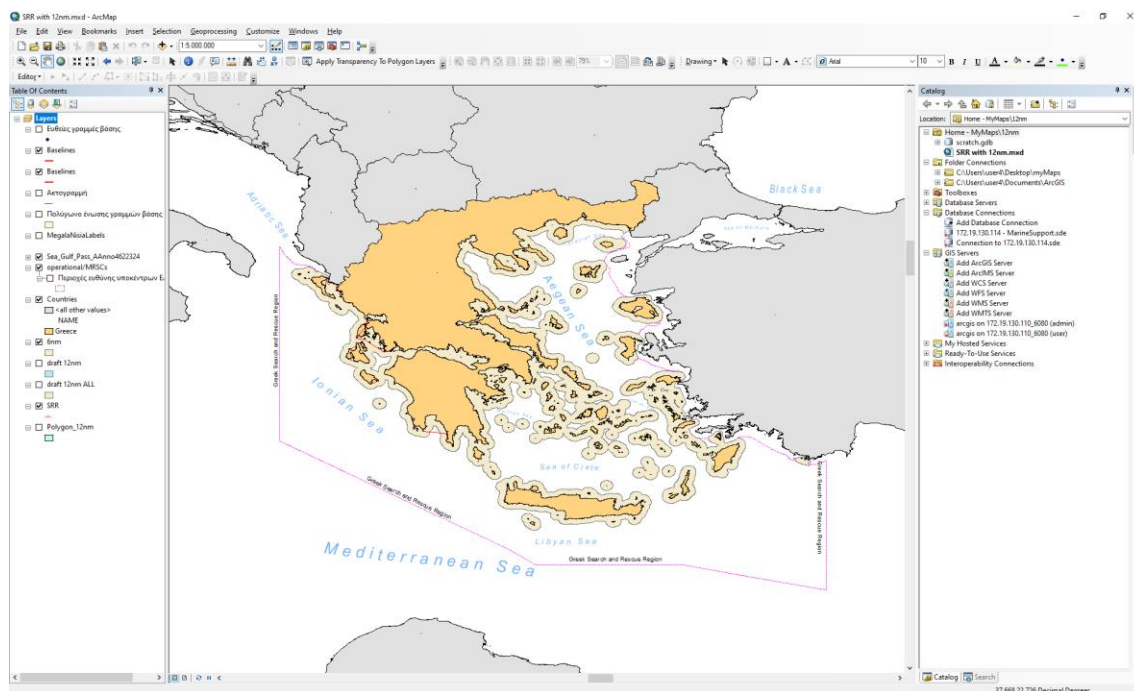 SRR with 12nm.mxd - ArcMap
File Edit View Bookmarks Insert Selection Geoprocessing Customize Windows Help
1:5.000.000
Apply Transparency To Polygon Layers
79%
Drawing
Arial
10
B I U A
Editor
Table Of Contents
Layers
Ευθείες γραμμές βάσης
Baselines
Baselines
Ακτογραμμή
Πολύγωνο ένωσης γραμμών βάσης
MegalaNisiaLabels
Sea_Gulf_Pass_AAnno4622324
operational/MRSCs
Περιοχές ευθύνης υποκέντρων Ε
Countries
<all other values>
NAME
Greece
6nm
draft 12nm
draft 12nm ALL
SRR
Polygon_12nm
Adriatic Sea
Black Sea
Aegean Sea
Ionian Sea
Sea of Crete
Libyan Sea
Mediterranean Sea
Greek Search and Rescue Region
Greek Search and Rescue Region
Greek Search and Rescue Region
Greek Search and Rescue Region
Catalog
Location: Home - MyMaps\12nm
Home - MyMaps\12nm
scratch.gdb
SRR with 12nm.mxd
Folder Connections
C:\Users\user4\Desktop\myMaps
C:\Users\user4\Documents\ArcGIS
Toolboxes
Database Servers
Database Connections
Add Database Connection
172.19.130.114 - MarineSupport.sde
Connection to 172.19.130.114.sde
GIS Servers
Add ArcGIS Server
Add ArcIMS Server
Add WCS Server
Add WFS Server
Add WMS Server
Add WMTS Server
arcgis on 172.19.130.110_6080 (admin)
arcgis on 172.19.130.110_6080 (user)
My Hosted Services
Ready-To-Use Services
Interoperability Connections
Catalog Search
37,668 22,726 Decimal Degrees